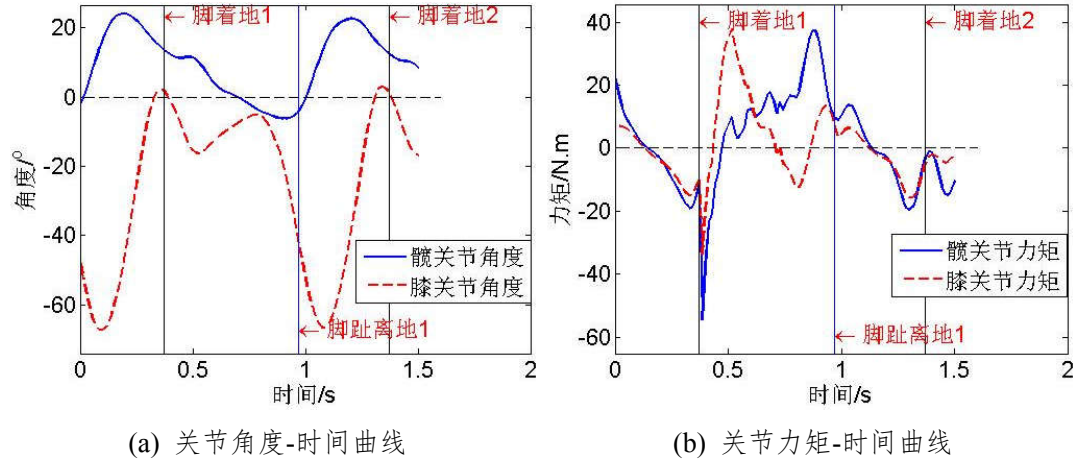 20
0
-20
-40
-60
角度/°
←脚着地1
←脚着地2
髋关节角度
膝关节角度
←脚趾离地1
0
0.5
1
1.5
2
时间/s
(a) 关节角度-时间曲线
40
20
0
-20
-40
-60
力矩/N.m
←脚着地1
←脚着地2
髋关节力矩
膝关节力矩
←脚趾离地1
0
0.5
1
1.5
2
时间/s
(b) 关节力矩-时间曲线